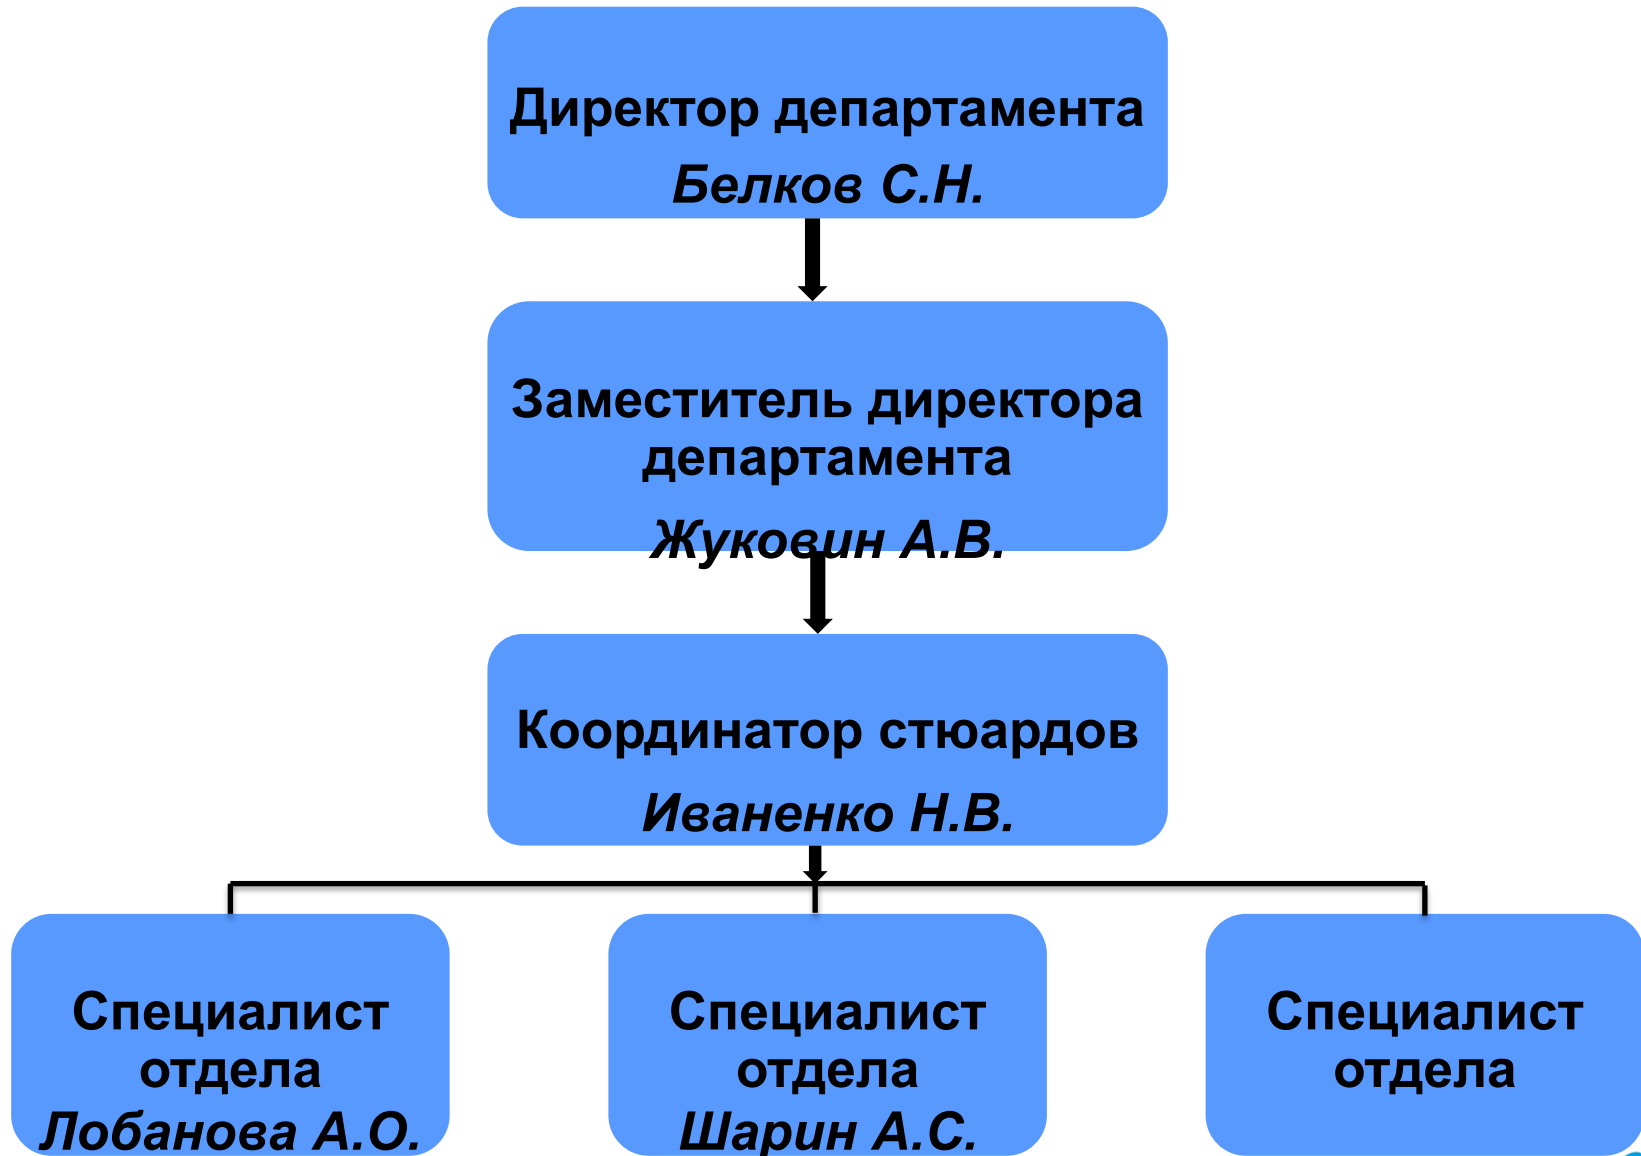 Директор департамента
Белков С.Н.
Заместитель директора
департамента
Жуковин А.В.
Координатор стюардов
Иваненко Н.В.
Специалист
отдела
Лобанова А.О.
Специалист
отдела
Шарин А.С.
Специалист
отдела